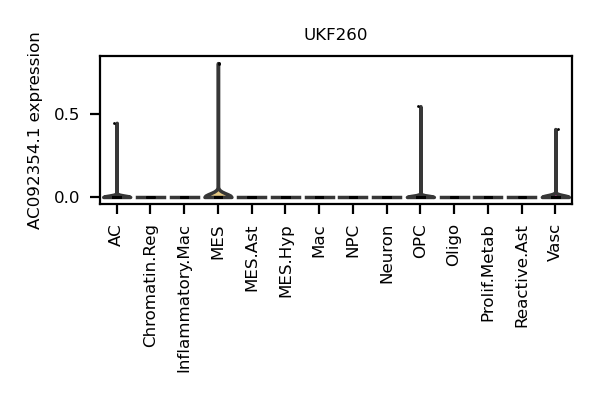 UKF260
AC092354.1 expression
0.5
0.0
AC
Chromatin.Reg
Inflammatory.Mac
MES
MES.Ast
MES.Hyp
Mac
NPC
Neuron
OPC
Oligo
Prolif.Metab
Reactive.Ast
Vasc